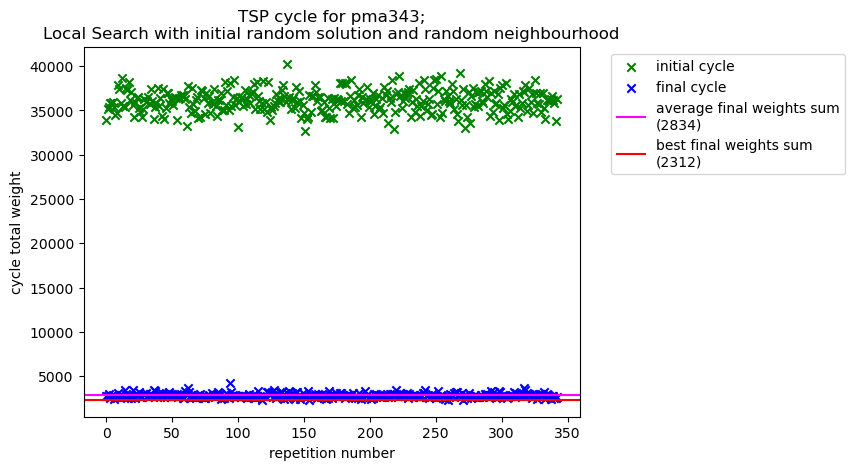 TSP cycle for pma343;
Local Search with initial random solution and random neighbourhood
initial cycle
final cycle
average final weights sum
(2834)
best final weights sum
(2312)
cycle total weight
40000
35000
30000
25000
20000
15000
10000
5000
0 50 100 150 200 250 300 350
repetition number